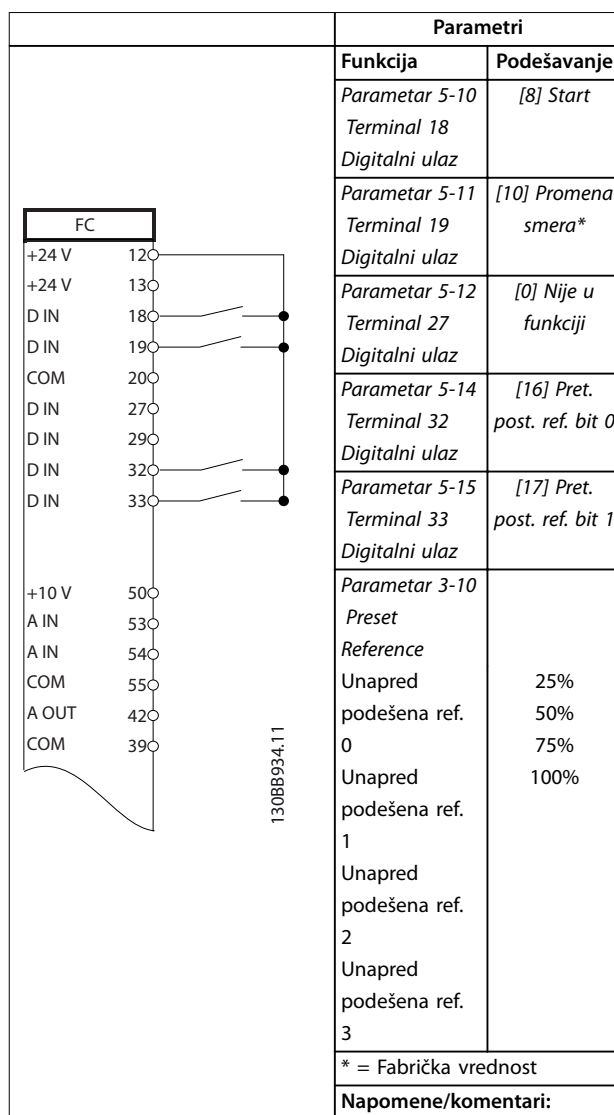 Parametri
Funkcija Podešavanje
Parametar 5-10 [8] Start
Terminal 18
Digitalni ulaz
Parametar 5-11 [10] Promena
Terminal 19 smera*
Digitalni ulaz
Parametar 5-12 [0] Nije u
Terminal 27 funkciji
Digitalni ulaz
Parametar 5-14 [16] Pret.
Terminal 32 post. ref. bit 0
Digitalni ulaz
Parametar 5-15 [17] Pret.
Terminal 33 post. ref. bit 1
Digitalni ulaz
Parametar 3-10
Preset
Reference
Unapred 25%
podešena ref. 50%
0 75%
Unapred 100%
podešena ref.
1
Unapred
podešena ref.
2
Unapred
podešena ref.
3
* = Fabrička vrednost
Napomene/komentari:
FC
+24 V 12
+24 V 13
D IN 18
D IN 19
COM 20
D IN 27
D IN 29
D IN 32
D IN 33
+10 V 50
A IN 53
A IN 54
COM 55
A OUT 42
COM 39
130BB934.11